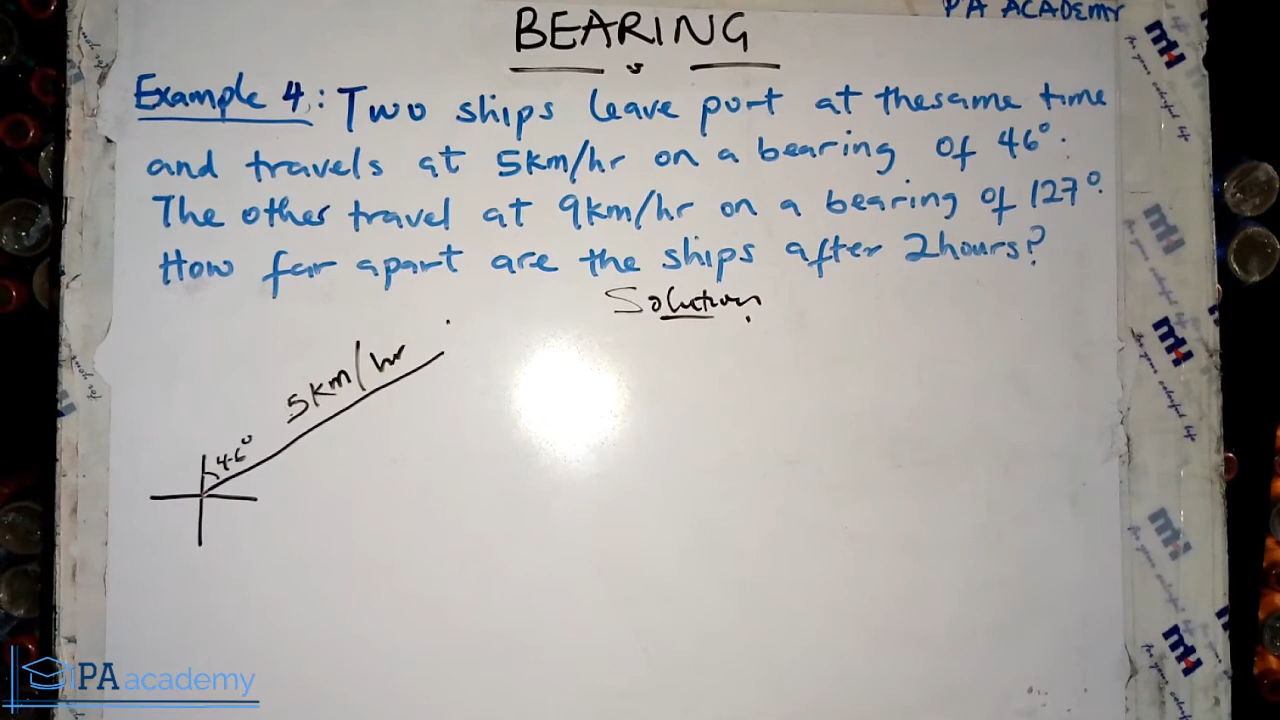 PA ACADEMY
BEARING
Example 4: Two ships leave port at thesame time
and travels at 5km/hr on a bearing of 46°.
The other travel at 9km/hr on a bearing of 127°.
How far apart are the ships after 2hours?
Solution
5km/hr
46°
PA academy